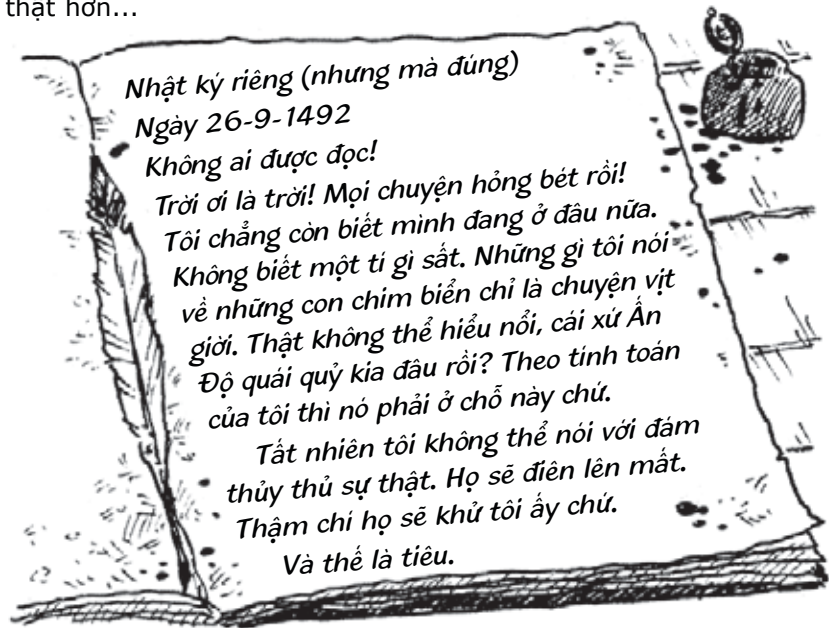 thật hơn...
Nhật ký riêng (nhưng mà đúng)
Ngày 26-9-1492
Không ai được đọc!
Trời ơi là trời! Mọi chuyện hỏng bét rồi!
Tôi chẳng còn biết mình đang ở đâu nữa.
Không biết một tí gì sất. Những gì tôi nói
về những con chim biển chỉ là chuyện vịt
giời. Thật không thể hiểu nổi, cái xứ Ấn
Độ quái quỷ kia đâu rồi? Theo tính toán
của tôi thì nó phải ở chỗ này chứ.
Tất nhiên tôi không thể nói với đám
thủy thủ sự thật. Họ sẽ điên lên mất.
Thậm chí họ sẽ khử tôi ấy chứ.
Và thế là tiêu.